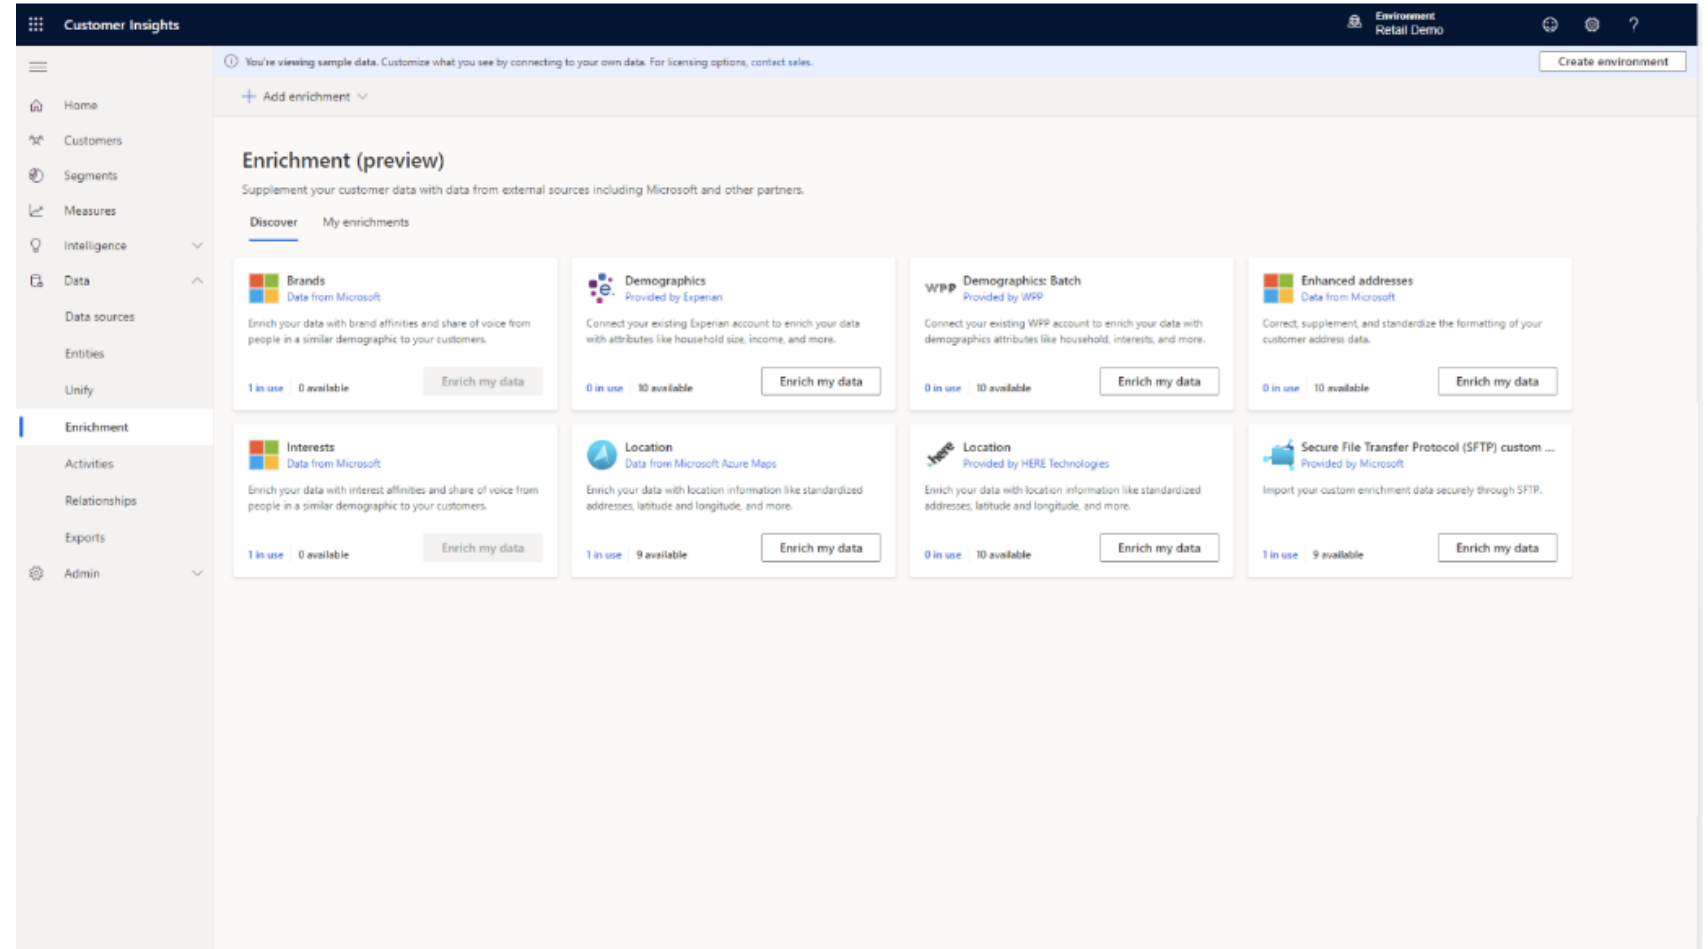 Customer Insights
Environment
Retail Demo
?
You're viewing sample data. Customize what you see by connecting to your own data. For licensing options, contact sales.
Create environment
Add enrichment
Home
Customers
Segments
Measures
Intelligence
Data
Data sources
Entities
Unify
Enrichment
Activities
Relationships
Exports
Admin
Enrichment (preview)
Supplement your customer data with data from external sources including Microsoft and other partners.
Discover
My enrichments
Brands
Data from Microsoft
Enrich your data with brand affinities and share of voice from
people in a similar demographic to your customers.
1 in use
0 available
Enrich my data
e.
Demographics
Provided by Experian
Connect your existing Experian account to enrich your data
with attributes like household size, income, and more.
0 in use
10 available
Enrich my data
WPP
Demographics: Batch
Provided by WPP
Connect your existing WPP account to enrich your data with
demographics attributes like household, interests, and more.
0 in use
10 available
Enrich my data
Enhanced addresses
Data from Microsoft
Correct, supplement, and standardize the formatting of your
customer address data.
0 in use
10 available
Enrich my data
Interests
Data from Microsoft
Enrich your data with interest affinities and share of voice from
people in a similar demographic to your customers.
1 in use
0 available
Enrich my data
Location
Data from Microsoft Azure Maps
Enrich your data with location information like standardized
addresses, latitude and longitude, and more.
1 in use
9 available
Enrich my data
here
Location
Provided by HERE Technologies
Enrich your data with location information like standardized
addresses, latitude and longitude, and more.
0 in use
10 available
Enrich my data
Secure File Transfer Protocol (SFTP) custom ...
Provided by Microsoft
Import your custom enrichment data securely through SFTP.
1 in use
9 available
Enrich my data